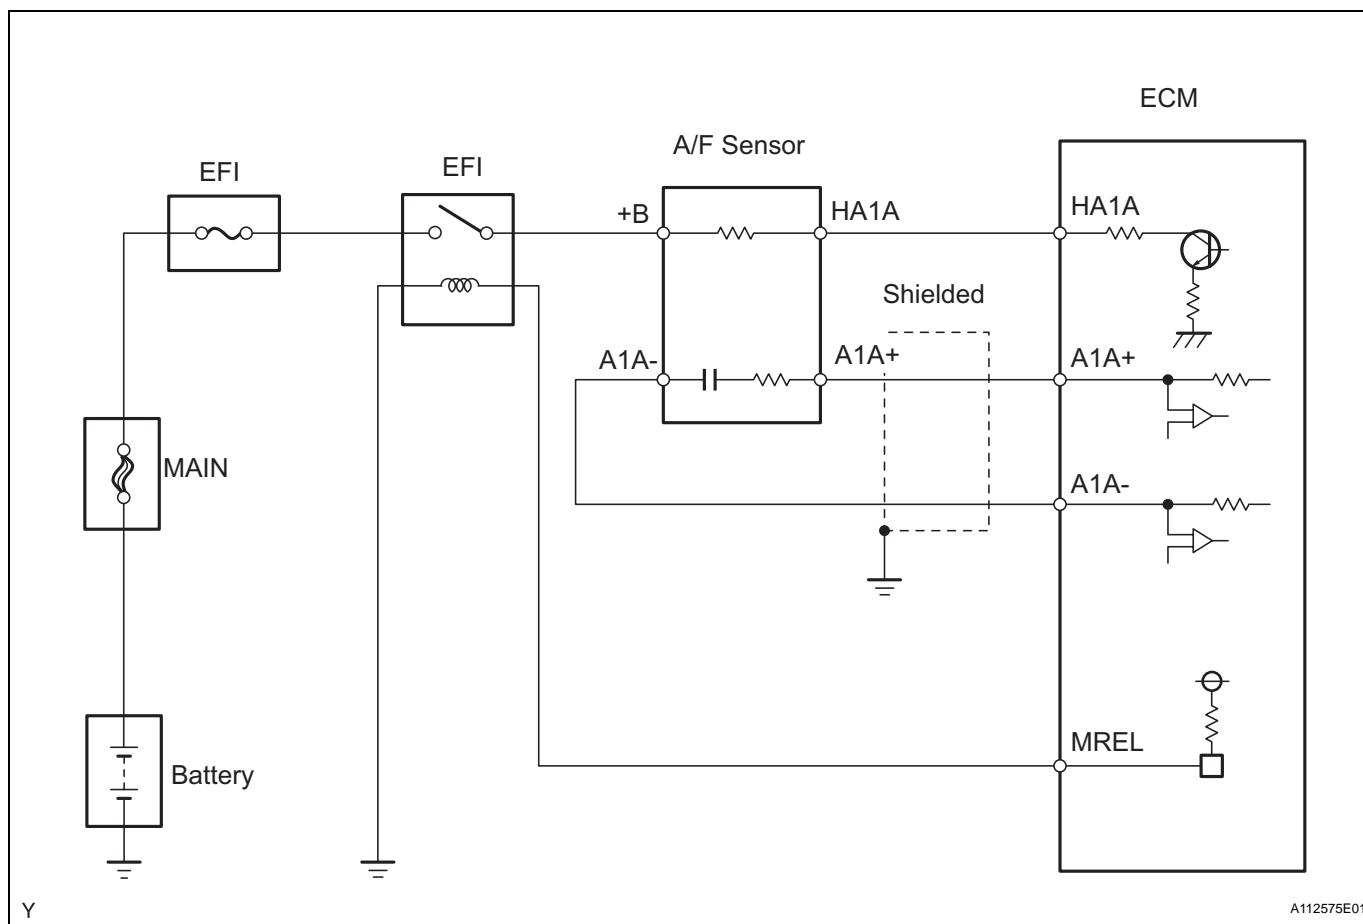 ECM
A/F Sensor
EFI
EFI
+B
HA1A
HA1A
Shielded
A1A-
A1A+
A1A+
MAIN
A1A-
MREL
Battery
Y
A112575E01